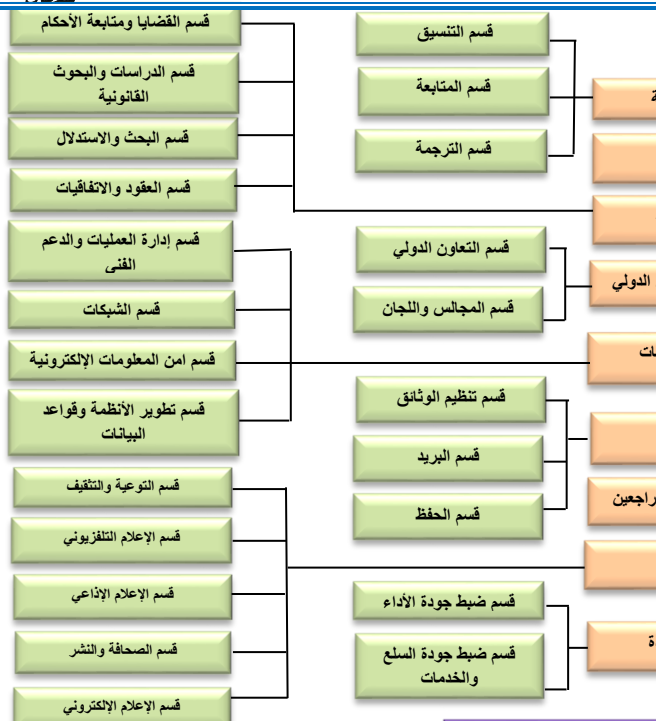 قسم القضايا ومتابعة الأحكام
قسم الدراسات والبحوث
القانونية
قسم البحث والاستدلال
قسم العقود والاتفاقيات
قسم التنسيق
قسم المتابعة
قسم الترجمة
ة
قسم إدارة العمليات والدعم
الفنى
قسم الشبكات
قسم امن المعلومات الإلكترونية
قسم تطوير الأنظمة وقواعد
البيانات
قسم التعاون الدولي
قسم المجالس واللجان
الدولي
ات
قسم تنظيم الوثائق
قسم البريد
قسم الحفظ
راجعين
قسم التوعية والتثقيف
قسم الإعلام التلفزيوني
قسم الإعلام الإذاعي
قسم الصحافة والنشر
قسم الإعلام الإلكتروني
قسم ضبط جودة الأداء
قسم ضبط جودة السلع
والخدمات
ة